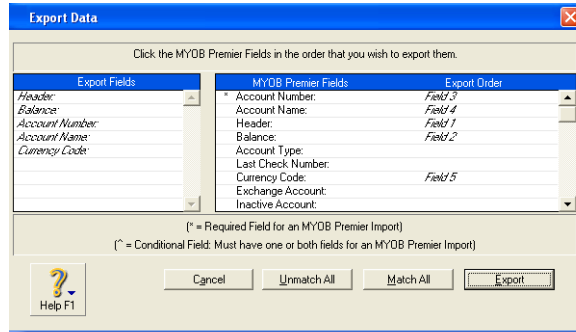 Export Data
Click the MYOB Premier Fields in the order that you wish to export them.
Export Fields
Header:
Balance:
Account Number:
Account Name:
Currency Code:
MYOB Premier Fields Export Order
* Account Number: Field 3
Account Name: Field 4
Header: Field 1
Balance: Field 2
Account Type:
Last Check Number:
Currency Code: Field 5
Exchange Account:
Inactive Account:
(* = Required Field for an MYOB Premier Import)
(^ = Conditional Field: Must have one or both fields for an MYOB Premier Import)
Help F1
Cancel Unmatch All Match All Export